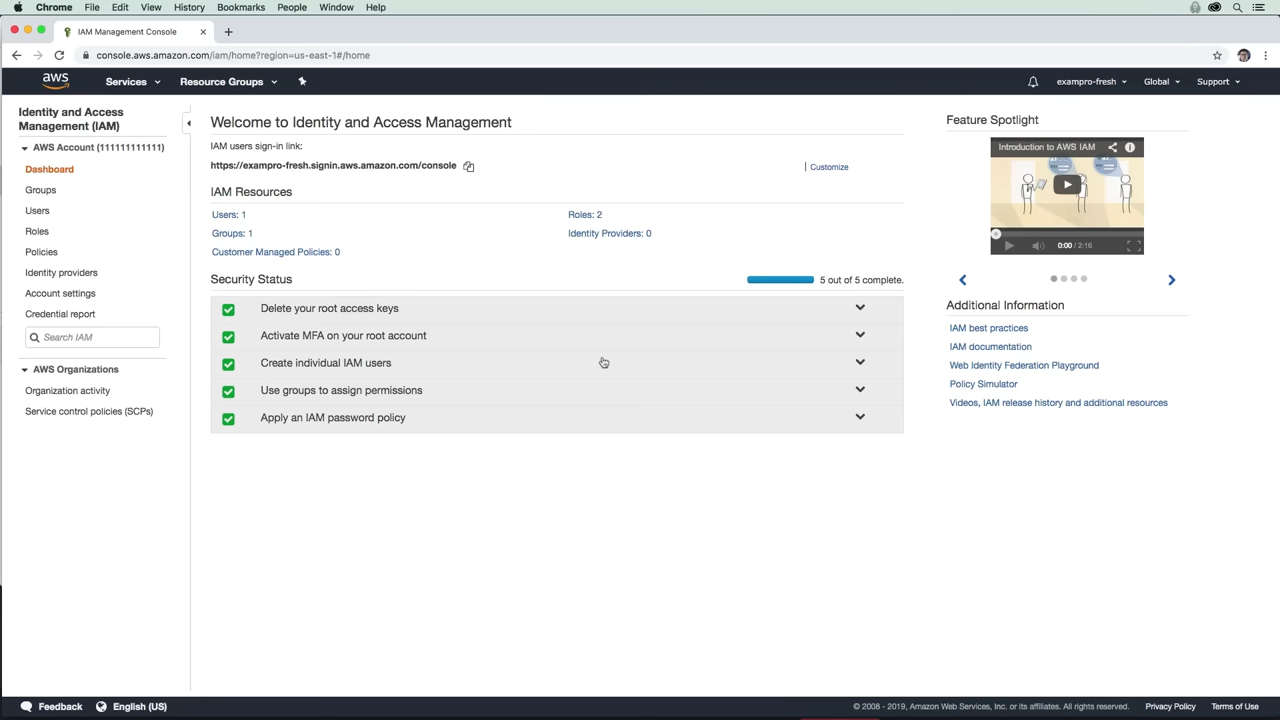 Chrome File Edit View History Bookmarks People Window Help
IAM Management Console
console.aws.amazon.com/iam/home?region=us-east-1#/home
aws Services Resource Groups exampro-fresh Global Support
Identity and Access Management (IAM)
AWS Account (111111111111)
Dashboard
Groups
Users
Roles
Policies
Identity providers
Account settings
Credential report
Search IAM
AWS Organizations
Organization activity
Service control policies (SCPs)
Welcome to Identity and Access Management
IAM users sign-in link:
https://exampro-fresh.signin.aws.amazon.com/console
Customize
IAM Resources
Users: 1
Roles: 2
Groups: 1
Identity Providers: 0
Customer Managed Policies: 0
Security Status
5 out of 5 complete.
Delete your root access keys
Activate MFA on your root account
Create individual IAM users
Use groups to assign permissions
Apply an IAM password policy
Feature Spotlight
Introduction to AWS IAM
0:00 / 2:16
Additional Information
IAM best practices
IAM documentation
Web Identity Federation Playground
Policy Simulator
Videos, IAM release history and additional resources
Feedback English (US)
© 2008 - 2019, Amazon Web Services, Inc. or its affiliates. All rights reserved. Privacy Policy Terms of Use